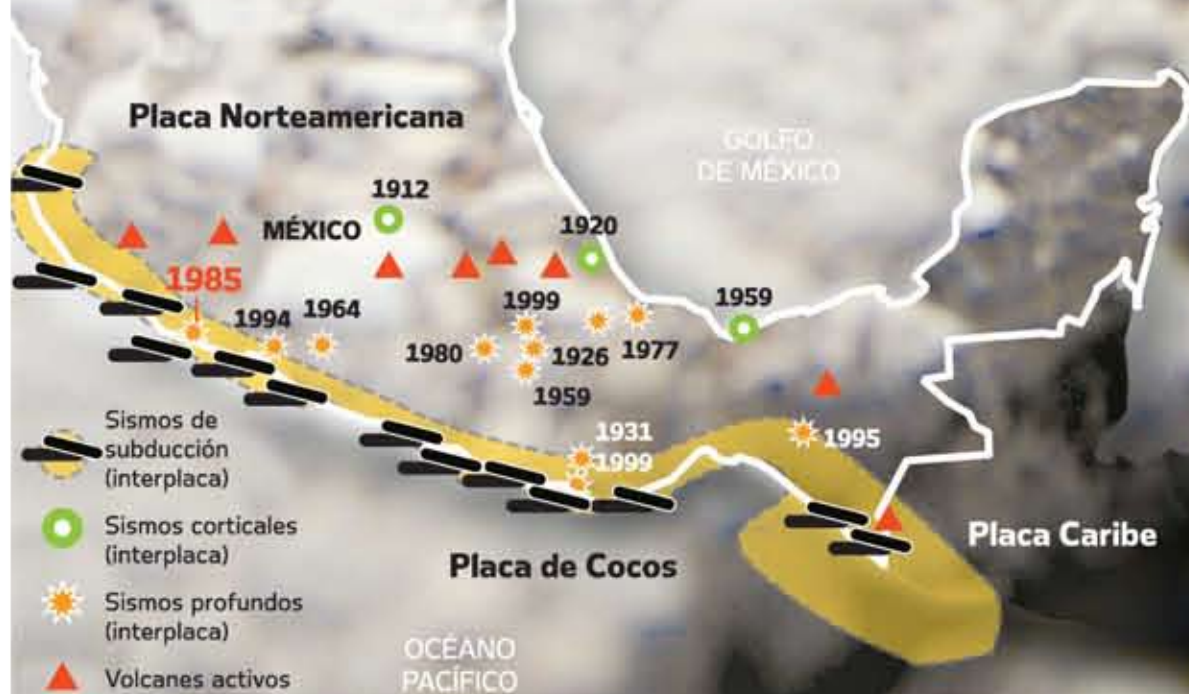 Placa Norteamericana
GOLFO
DE MÉXICO
1912
MÉXICO
1920
1985
1994
1964
1999
1959
1980
1926
1977
1959
Sismos de
subducción
(interplaca)
1931
1999
1995
Sismos corticales
(interplaca)
Placa Caribe
Placa de Cocos
Sismos profundos
(interplaca)
OCÉANO
PACÍFICO
Volcanes activos